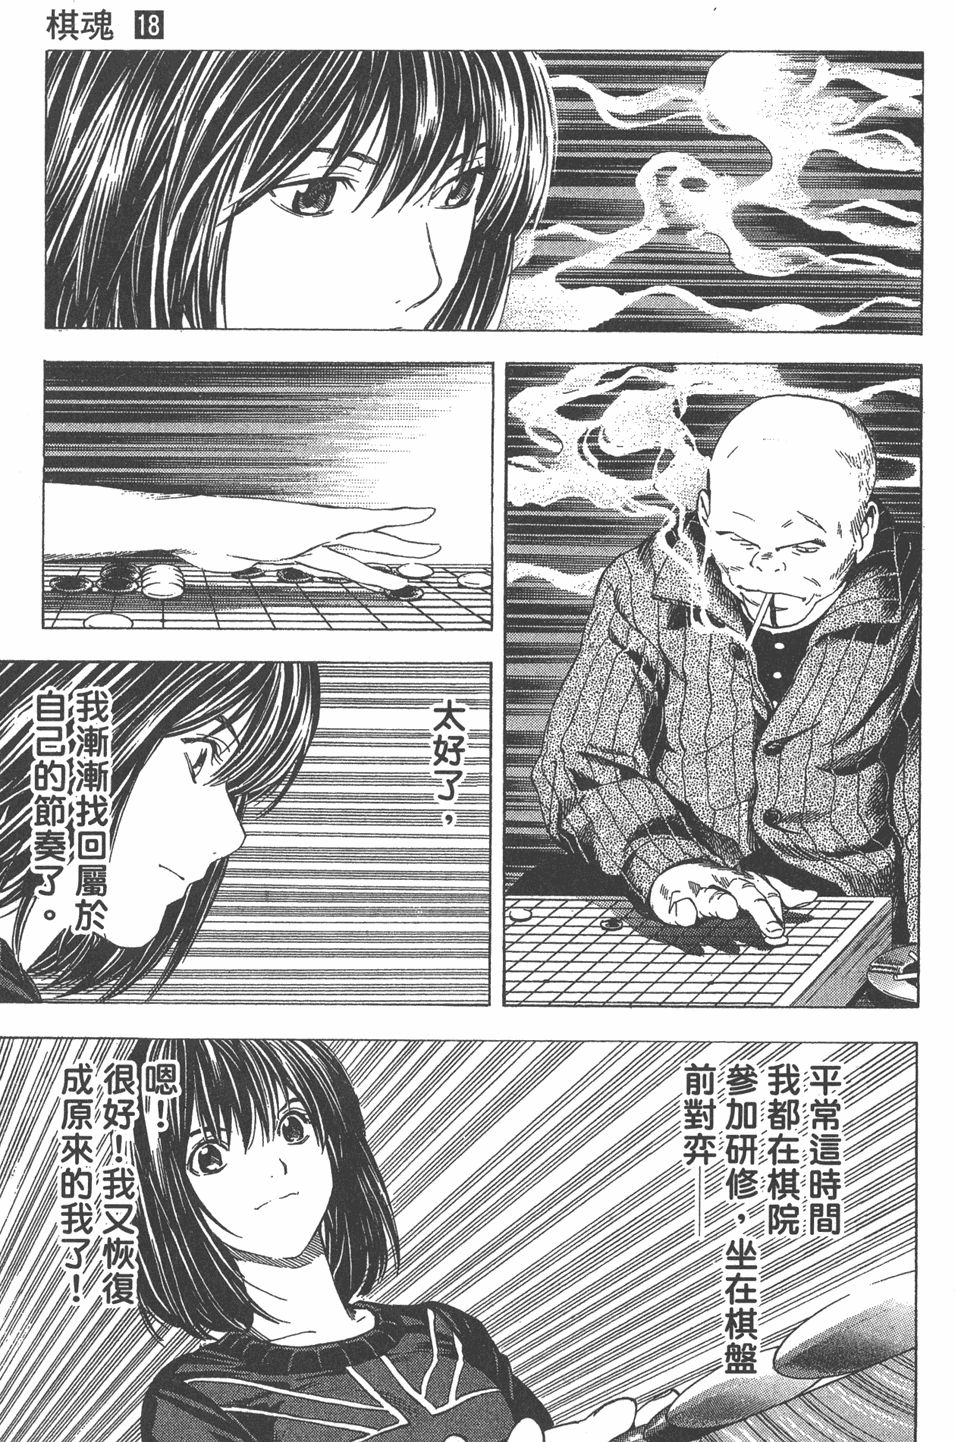 棋魂 18
太好了，
我漸漸找回屬於
自己的節奏了。
平常這時間
我都在棋院
參加研修，坐在棋盤
前對弈——
嗯！
很好！我又恢復
成原來的我了！